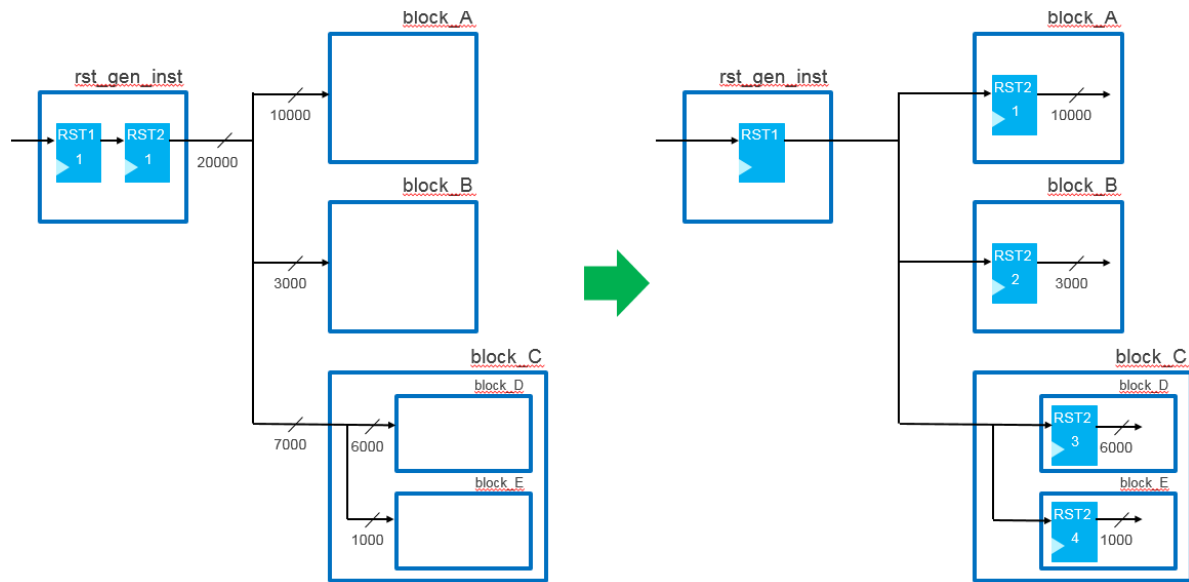 block_A
rst_gen_inst
10000
RST1
1
RST2
1
20000
block_B
3000
block_C
block_D
7000
6000
block_E
1000
block_A
rst_gen_inst
RST2
1
10000
RST1
block_B
RST2
2
3000
block_C
block_D
RST2
3
6000
block_E
RST2
4
1000